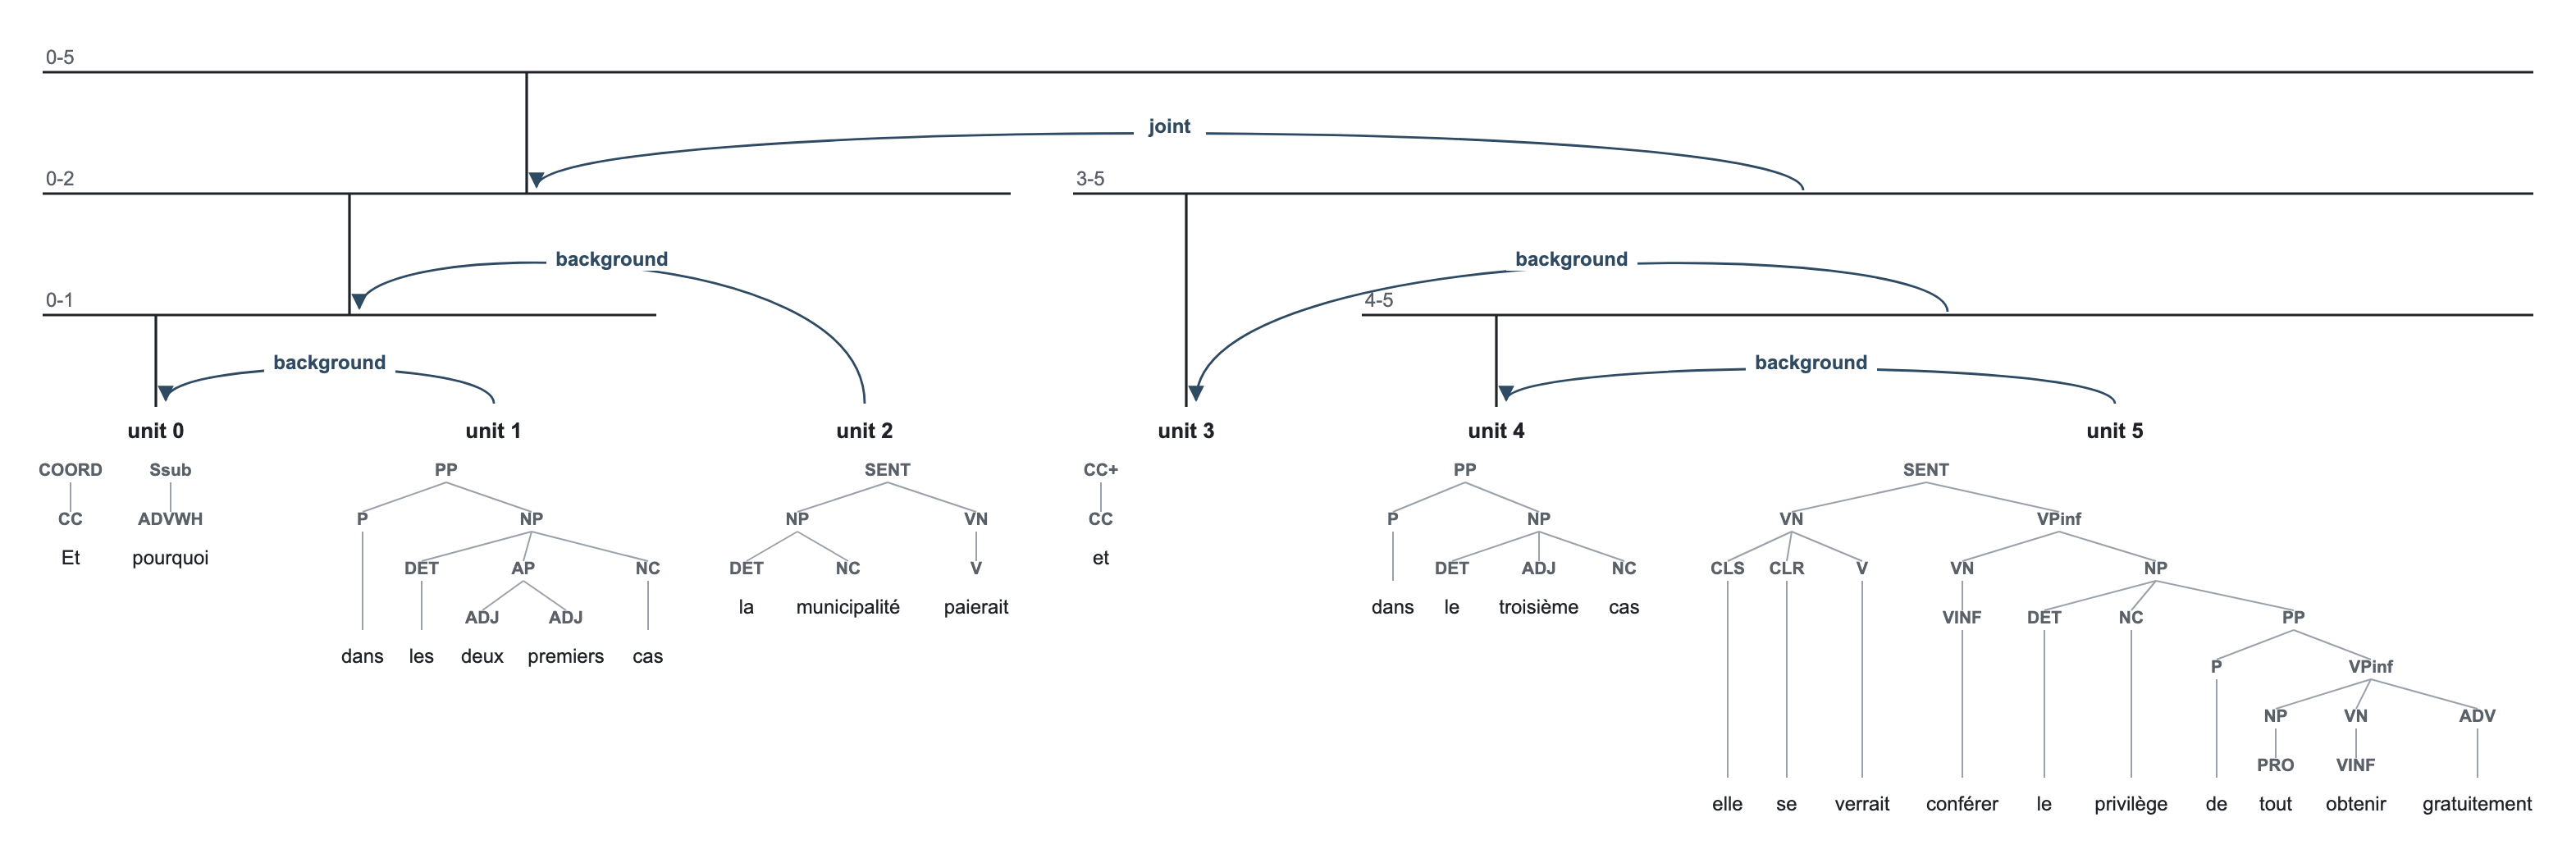 0-5
joint
0-2 3-5
background background
0-1 4-5
background background
unit 0 unit 1 unit 2 unit 3 unit 4 unit 5
COORD Ssub PP SENT CC+ PP SENT
CC ADVWH P NP NP VN CC P NP VN VPinf
Et pourquoi et
DET AP NC DET NC V DET ADJ NC CLS CLR V VN NP
la municipalité paierait dans le troisième cas
ADJ ADJ VINF DET NC PP
dans les deux premiers cas
P VPinf
NP VN ADV
PRO VINF
elle se verrait conférer le privilège de tout obtenir gratuitement